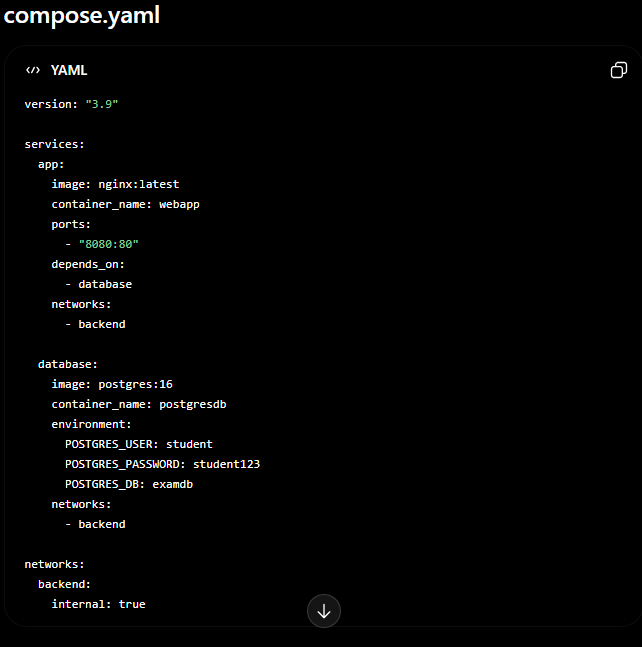 compose.yaml
YAML
version: "3.9"
services:
  app:
    image: nginx:latest
    container_name: webapp
    ports:
      - "8080:80"
    depends_on:
      - database
    networks:
      - backend
  database:
    image: postgres:16
    container_name: postgresdb
    environment:
      POSTGRES_USER: student
      POSTGRES_PASSWORD: student123
      POSTGRES_DB: examdb
    networks:
      - backend
networks:
  backend:
    internal: true